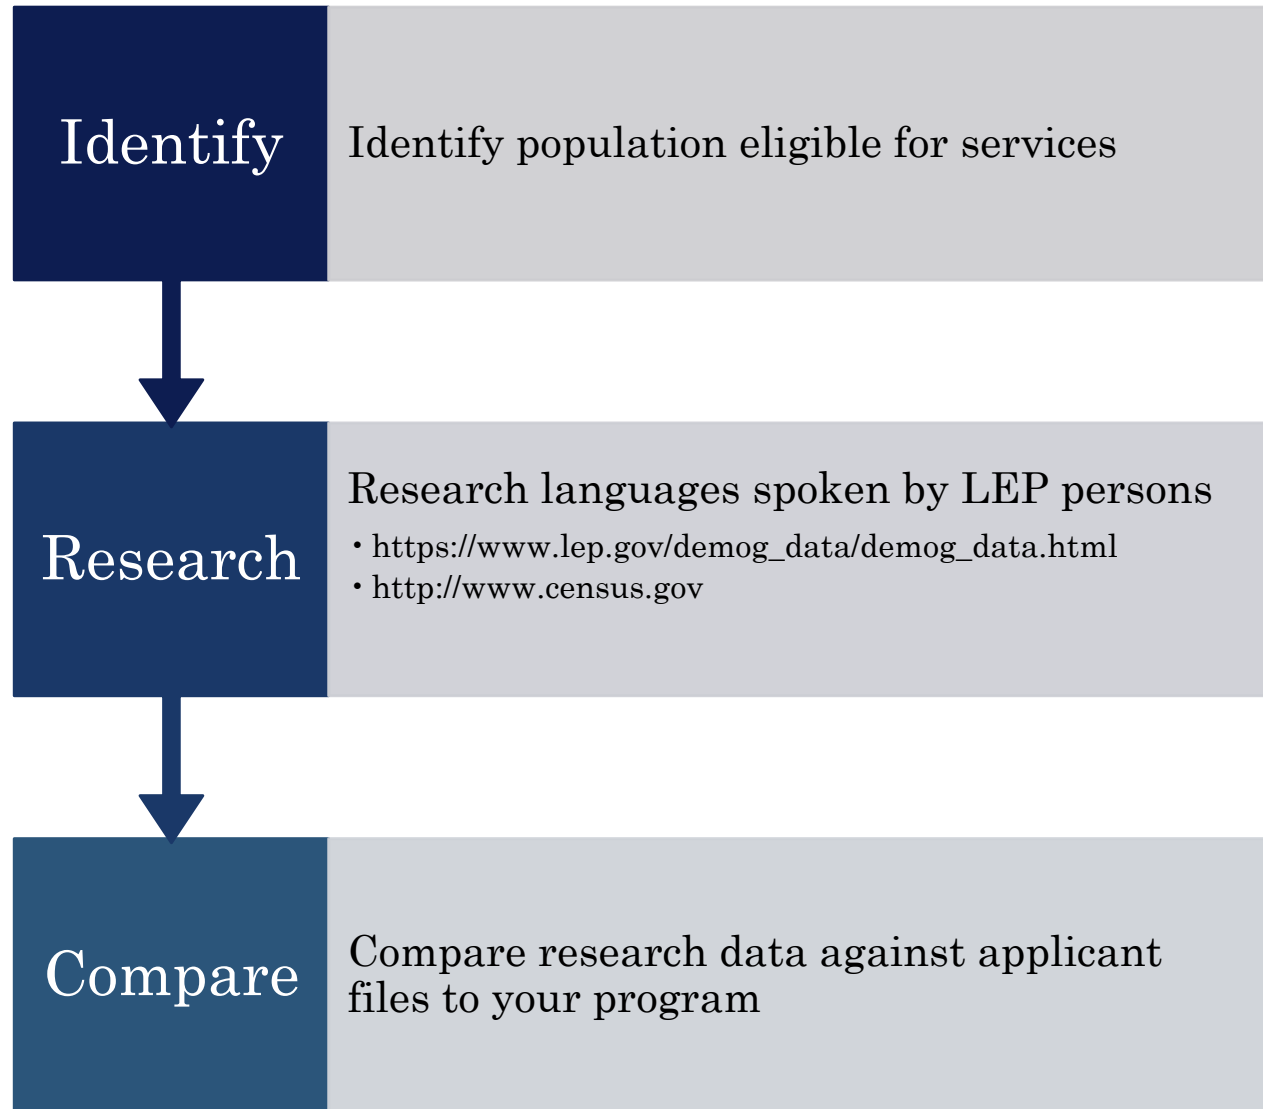 Identify
Identify population eligible for services
Research
Research languages spoken by LEP persons
• https://www.lep.gov/demog_data/demog_data.html
• http://www.census.gov
Compare
Compare research data against applicant
files to your program